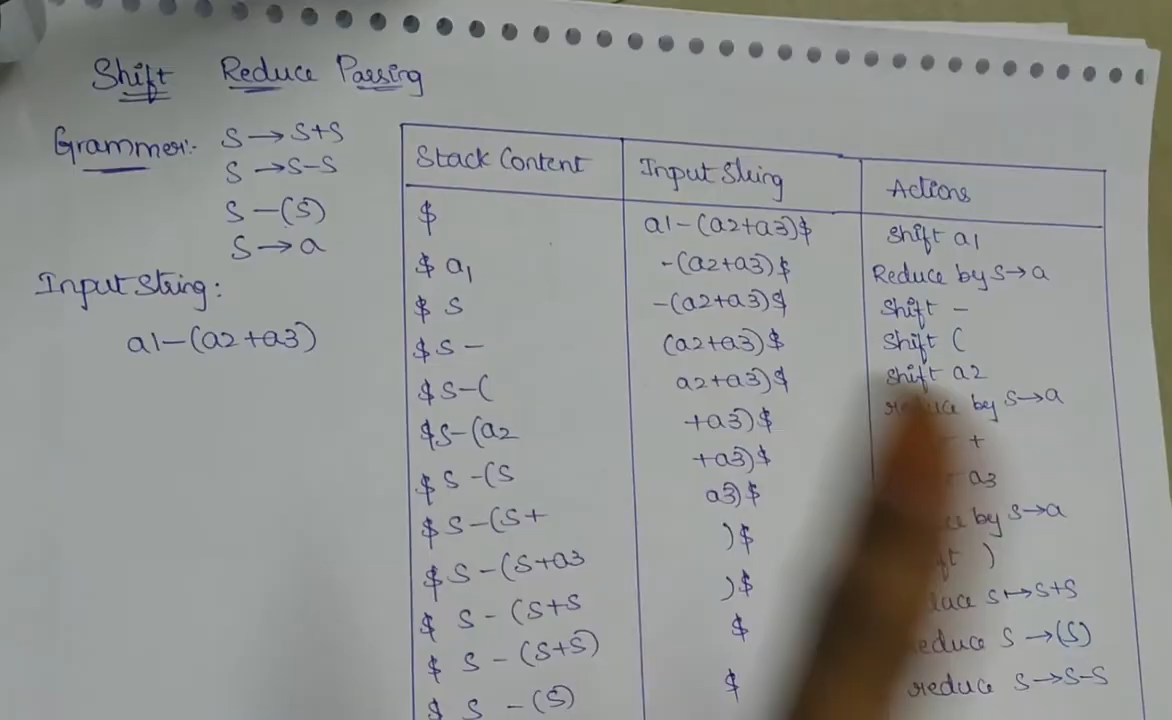 Shift Reduce Passing
Grammer:- S→S+S
S→S-S
S-(S)
S→a
Input String:
a1-(a2+a3)
Stack Content Input String Actions
$ a1-(a2+a3)$ Shift a1
$ a1 -(a2+a3)$ Reduce by S→a
$ S -(a2+a3)$ Shift -
$ S- (a2+a3)$ Shift (
$ S-( a2+a3)$ Shift a2
$ S-(a2 +a3)$ reduce by S→a
$ S-(S +a3)$ +
$ S-(S+ a3)$ a3
$ S-(S+a3 )$ by S→a
$ S-(S+S )$ )
$ S-(S+S) $ S→S+S
$ S-(S) $ reduce S→(S)
reduce S→S-S